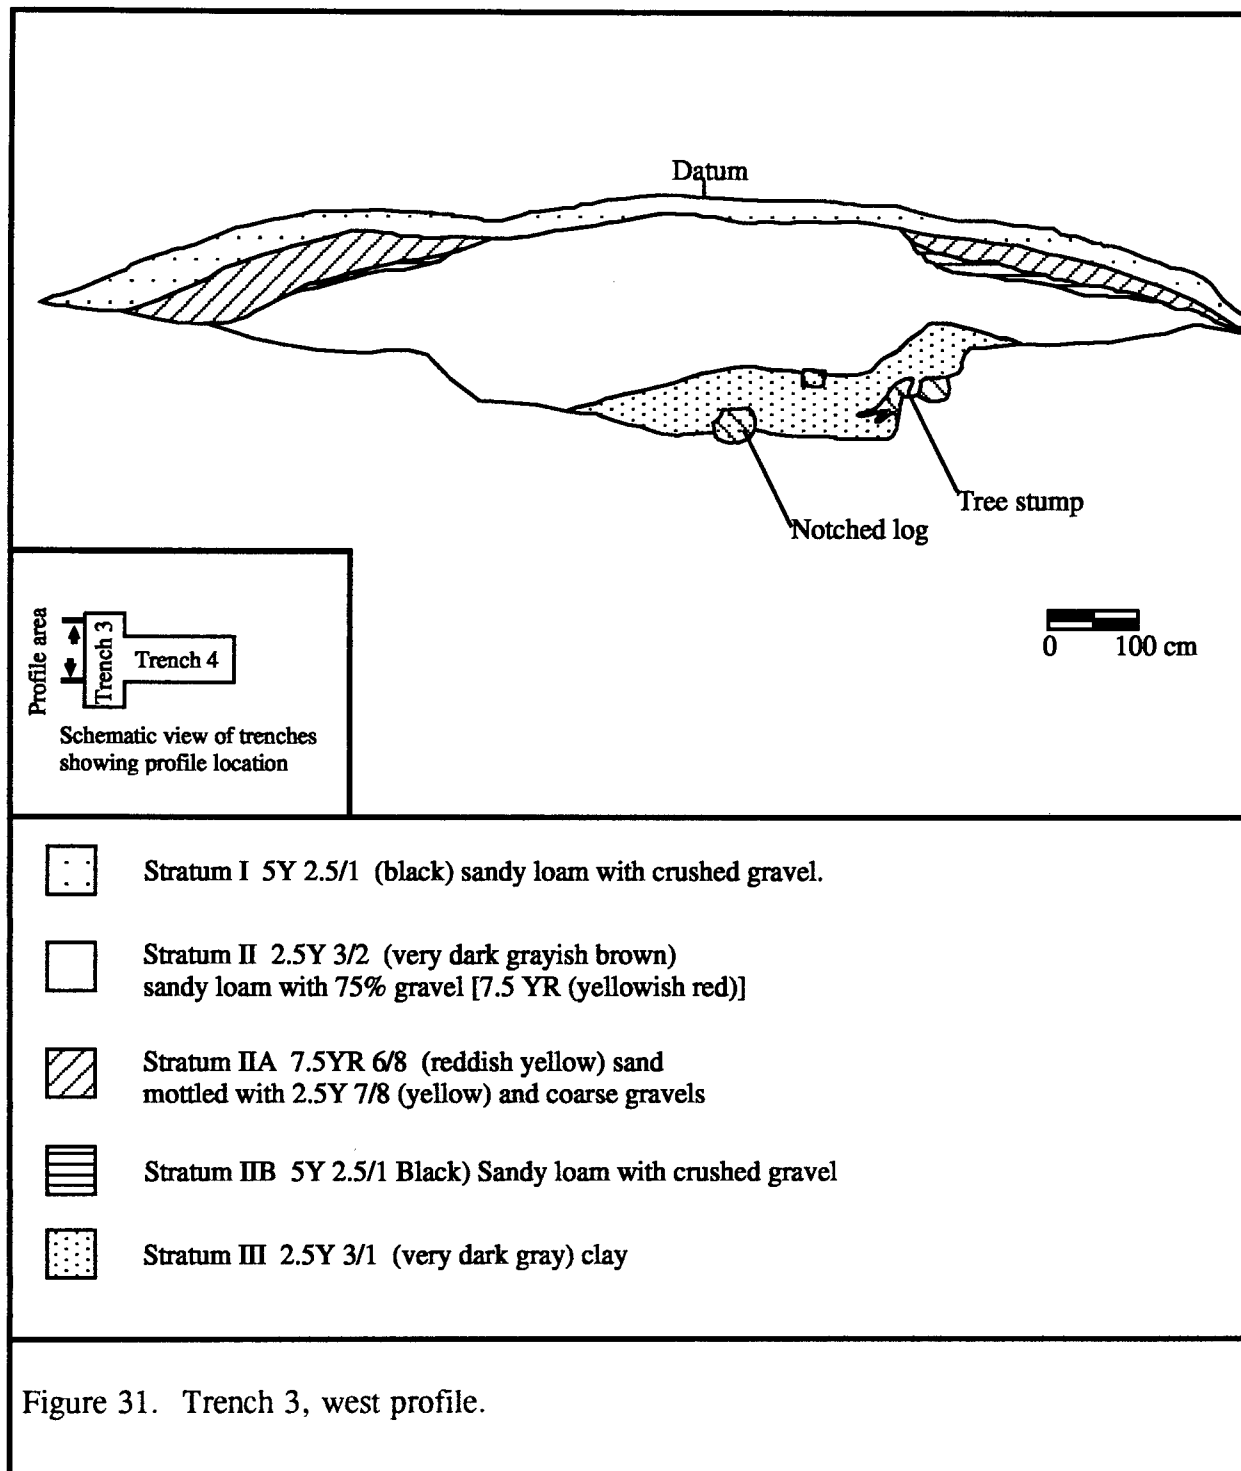 Datum
Tree stump
Notched log
0 100 cm
Profile area
Trench 3
Trench 4
Schematic view of trenches
showing profile location
Stratum I 5Y 2.5/1 (black) sandy loam with crushed gravel.
Stratum II 2.5Y 3/2 (very dark grayish brown)
sandy loam with 75% gravel [7.5 YR (yellowish red)]
Stratum IIA 7.5YR 6/8 (reddish yellow) sand
mottled with 2.5Y 7/8 (yellow) and coarse gravels
Stratum IIB 5Y 2.5/1 Black) Sandy loam with crushed gravel
Stratum III 2.5Y 3/1 (very dark gray) clay
Figure 31. Trench 3, west profile.